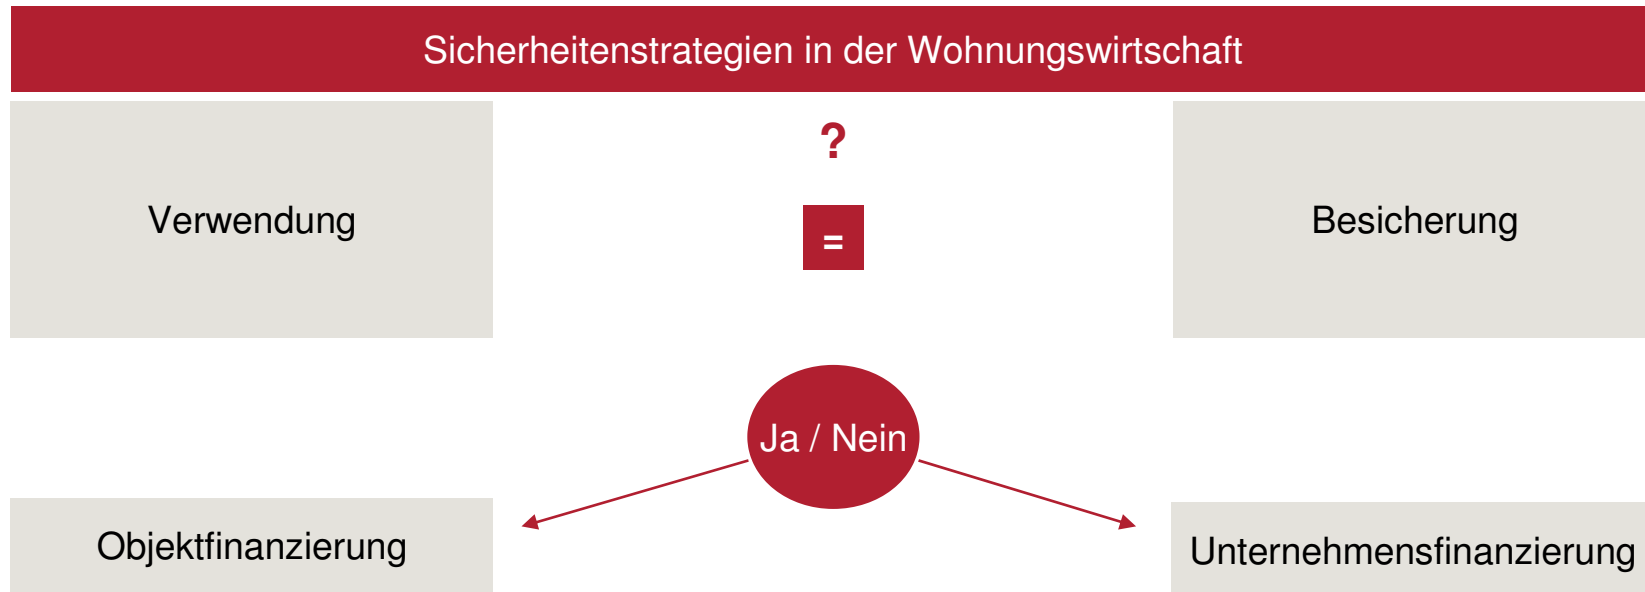 Sicherheitenstrategien in der Wohnungswirtschaft
?
Verwendung
=
Besicherung
Ja / Nein
Objektfinanzierung
Unternehmensfinanzierung